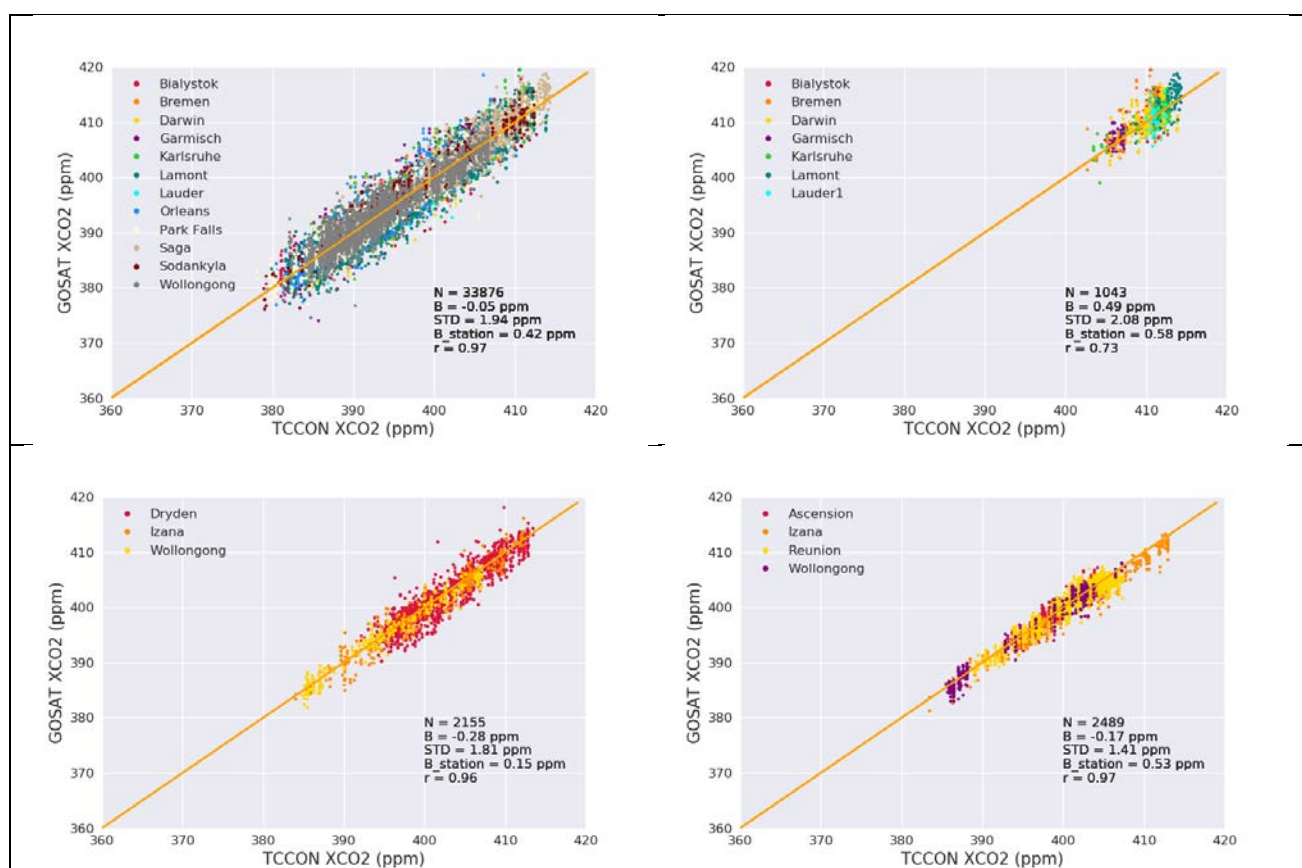 420
410
400
390
380
370
360
GOSAT XCO2 (ppm)
Bialystok
Bremen
Darwin
Garmisch
Karlsruhe
Lamont
Lauder
Orleans
Park Falls
Saga
Sodankyla
Wollongong
N = 33876
B = -0.05 ppm
STD = 1.94 ppm
B_station = 0.42 ppm
r = 0.97
360 370 380 390 400 410 420
TCCON XCO2 (ppm)
420
410
400
390
380
370
360
GOSAT XCO2 (ppm)
Bialystok
Bremen
Darwin
Garmisch
Karlsruhe
Lamont
Lauder1
N = 1043
B = 0.49 ppm
STD = 2.08 ppm
B_station = 0.58 ppm
r = 0.73
360 370 380 390 400 410 420
TCCON XCO2 (ppm)
420
410
400
390
380
370
360
GOSAT XCO2 (ppm)
Dryden
Izana
Wollongong
N = 2155
B = -0.28 ppm
STD = 1.81 ppm
B_station = 0.15 ppm
r = 0.96
360 370 380 390 400 410 420
TCCON XCO2 (ppm)
420
410
400
390
380
370
360
GOSAT XCO2 (ppm)
Ascension
Izana
Reunion
Wollongong
N = 2489
B = -0.17 ppm
STD = 1.41 ppm
B_station = 0.53 ppm
r = 0.97
360 370 380 390 400 410 420
TCCON XCO2 (ppm)